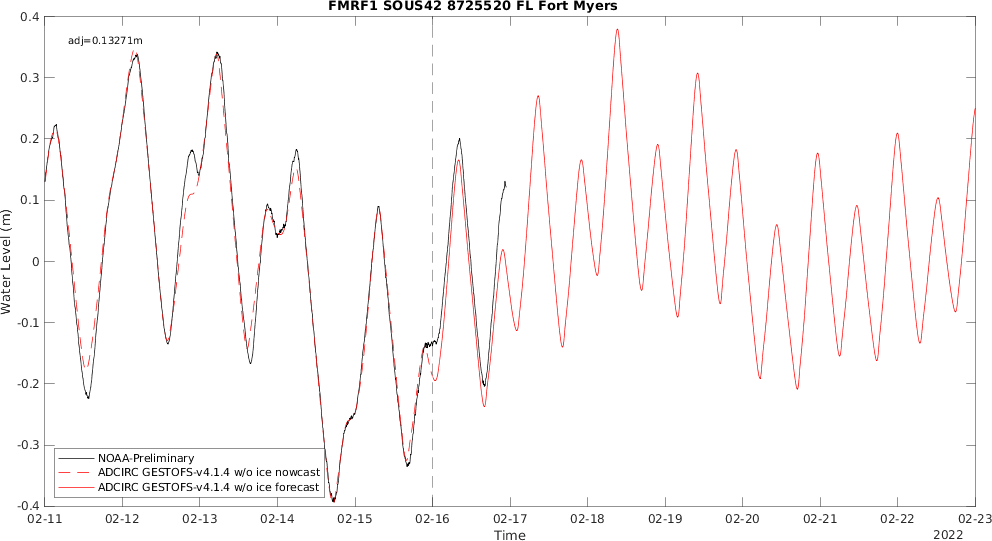 FMRF1 SOUS42 8725520 FL Fort Myers
adj=0.13271m
0.4
0.3
0.2
0.1
0
-0.1
-0.2
-0.3
-0.4
Water Level (m)
NOAA-Preliminary
ADCIRC GESTOFS-v4.1.4 w/o ice nowcast
ADCIRC GESTOFS-v4.1.4 w/o ice forecast
02-11 02-12 02-13 02-14 02-15 02-16 02-17 02-18 02-19 02-20 02-21 02-22 02-23
Time
2022